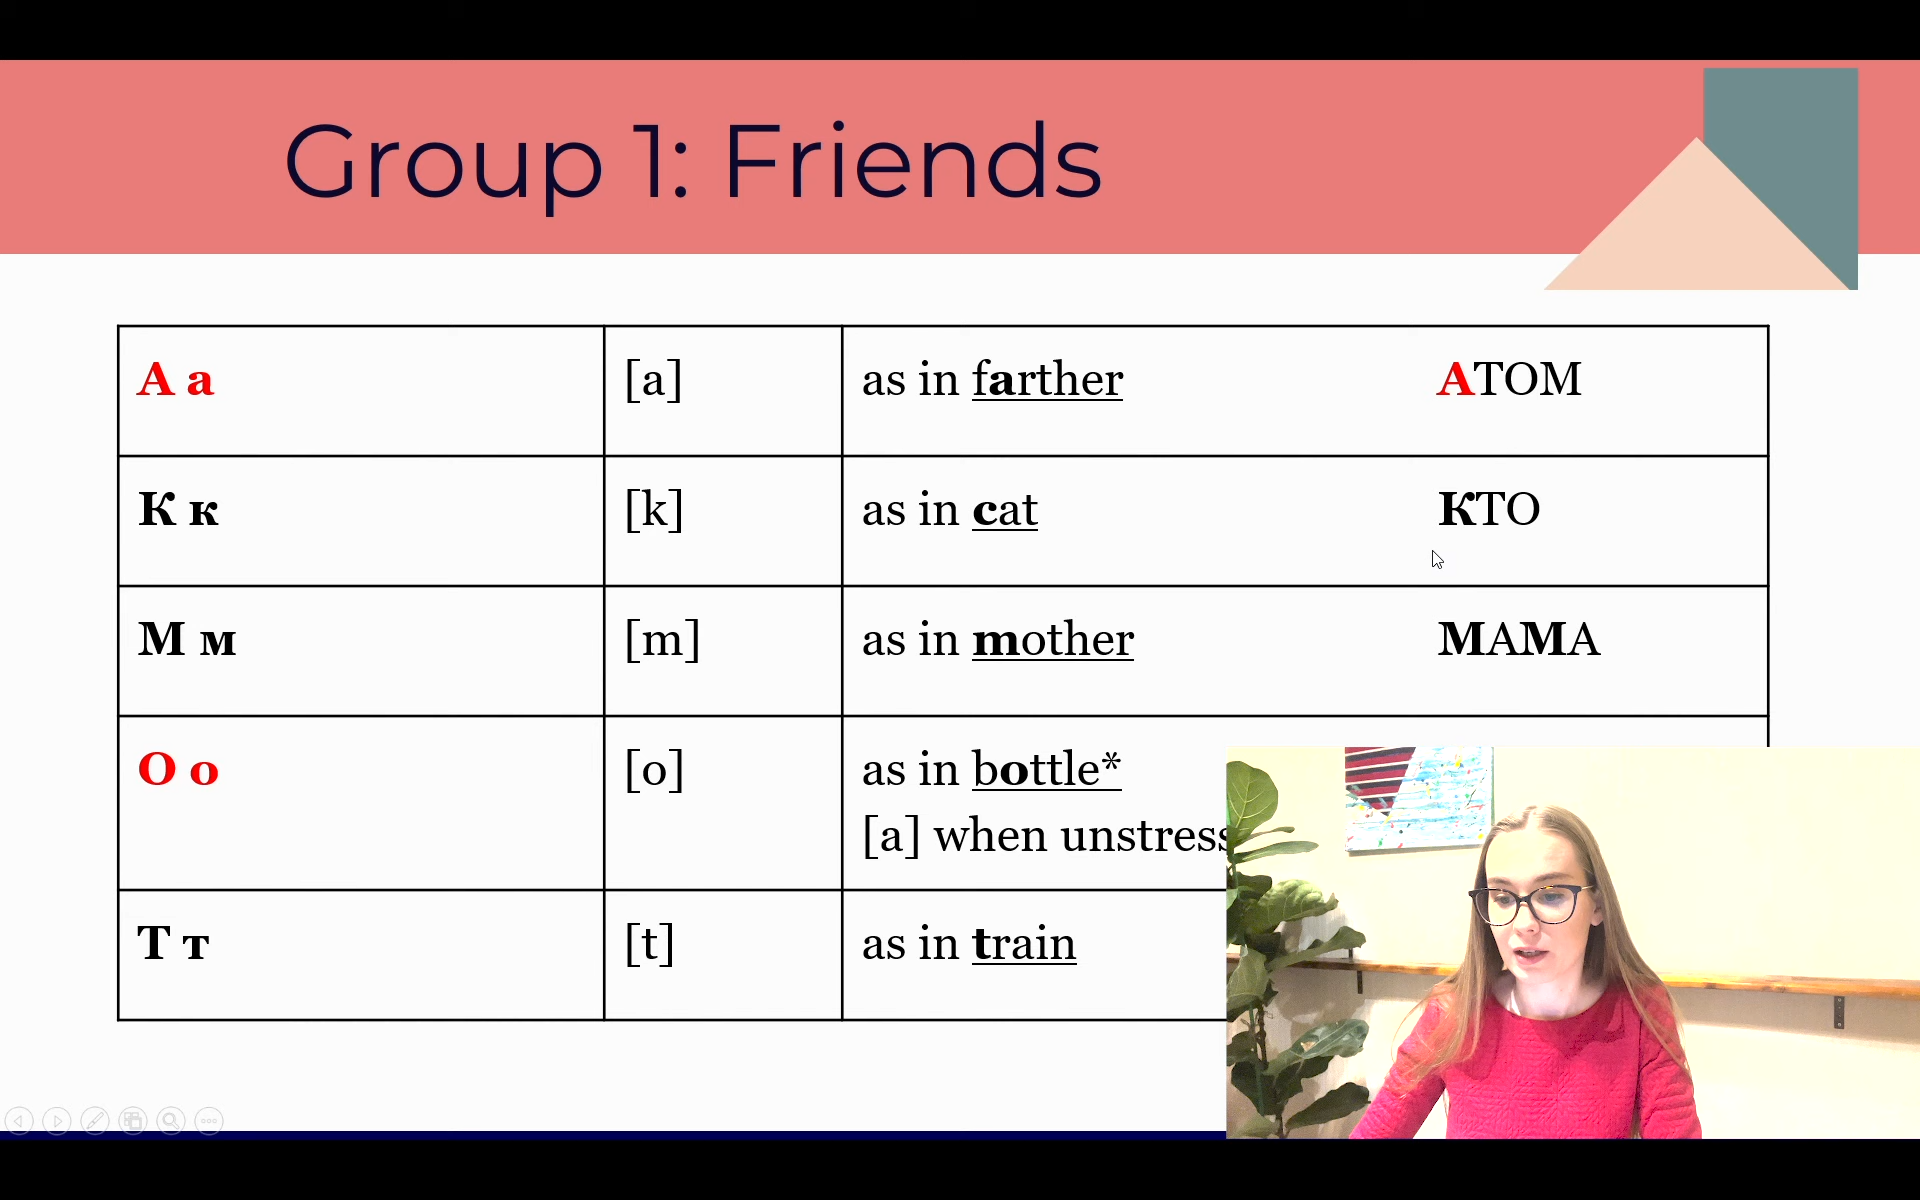 Group 1: Friends
А а [a] as in farther АТОМ
К к [k] as in cat КТО
М м [m] as in mother МАМА
О о [o] as in bottle*
[a] when
Т т [t] as in train